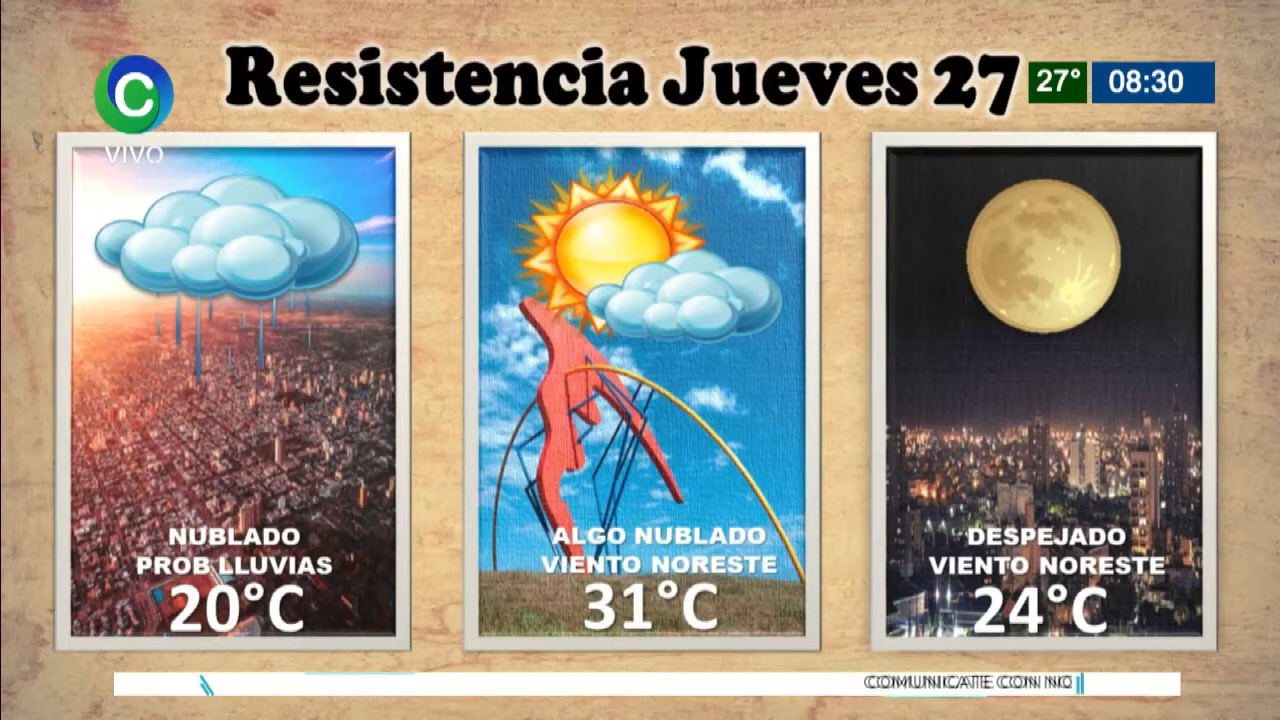 Resistencia Jueves 27
27° 08:30
C
VIVO
NUBLADO
PROB LLUVIAS
20°C
ALGO NUBLADO
VIENTO NORESTE
31°C
DESPEJADO
VIENTO NORESTE
24°C
COMUNICATE CON NO